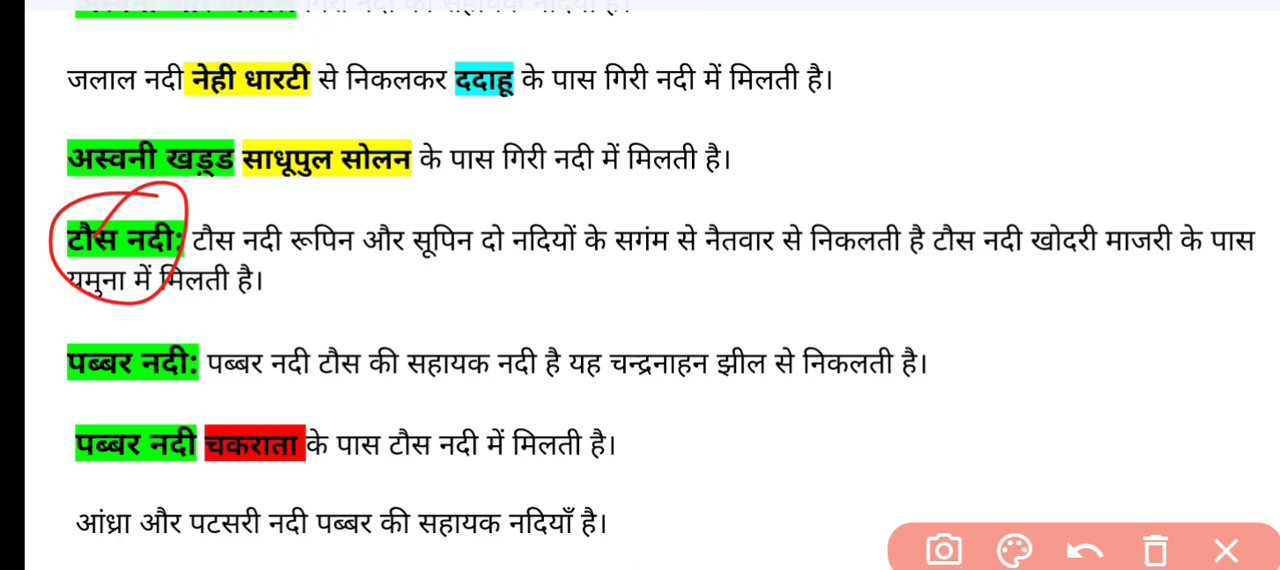 जलाल नदी नेही धारटी से निकलकर ददाहू के पास गिरी नदी में मिलती है।
अस्वनी खड्ड साधूपुल सोलन के पास गिरी नदी में मिलती है।
टौस नदी: टौस नदी रूपिन और सूपिन दो नदियों के सगंम से नैतवार से निकलती है टौस नदी खोदरी माजरी के पास
यमुना में मिलती है।
पब्बर नदी: पब्बर नदी टौस की सहायक नदी है यह चन्द्रनाहन झील से निकलती है।
पब्बर नदी चकराता के पास टौस नदी में मिलती है।
आंध्रा और पटसरी नदी पब्बर की सहायक नदियाँ है।